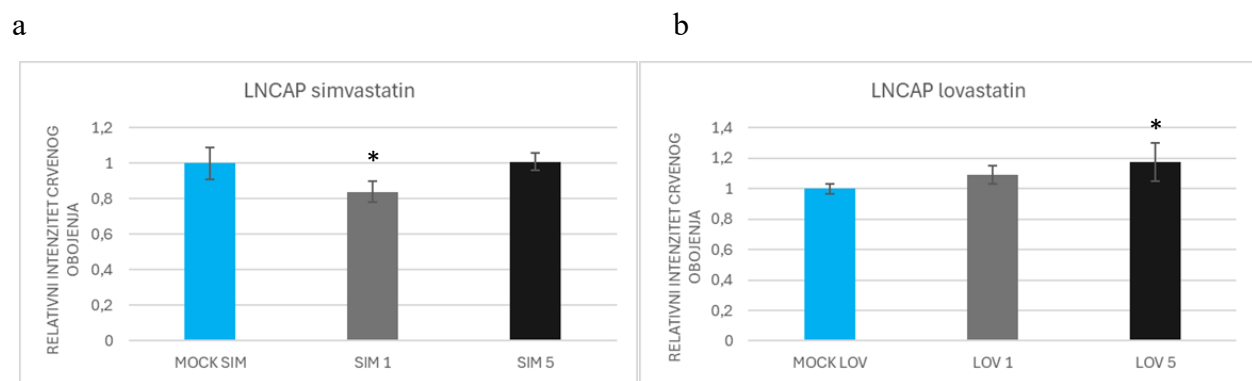 a
b
LNCAP simvastatin
RELATIVNI INTENZITET CRVENOG
OBOJENJA
1,2
1
0,8
0,6
0,4
0,2
0
*
MOCK SIM
SIM 1
SIM 5
LNCAP lovastatin
RELATIVNI INTENZITET CRVENOG
OBOJENJA
1,4
1,2
1
0,8
0,6
0,4
0,2
0
*
MOCK LOV
LOV 1
LOV 5